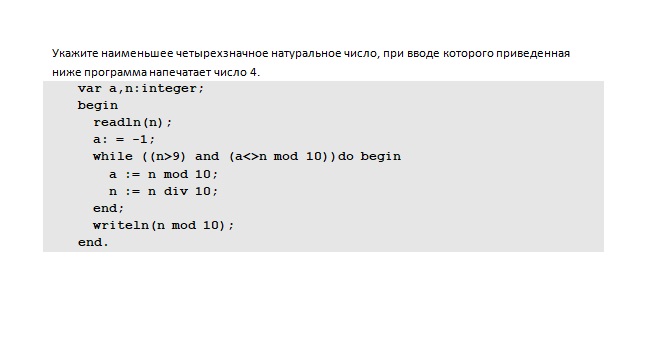 Укажите наименьшее четырехзначное натуральное число, при вводе которого приведенная
ниже программа напечатает число 4.
var a,n:integer;
begin
readln(n);
a: = -1;
while ((n>9) and (a<>n mod 10))do begin
a := n mod 10;
n := n div 10;
end;
writeln(n mod 10);
end.